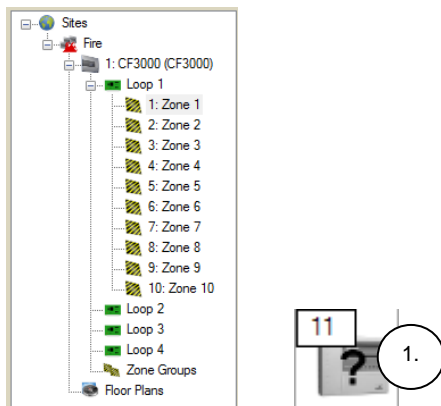 Sites
Fire
1: CF3000 (CF3000)
Loop 1
1: Zone 1
2: Zone 2
3: Zone 3
4: Zone 4
5: Zone 5
6: Zone 6
7: Zone 7
8: Zone 8
9: Zone 9
10: Zone 10
Loop 2
Loop 3
Loop 4
Zone Groups
Floor Plans
11
?
1.